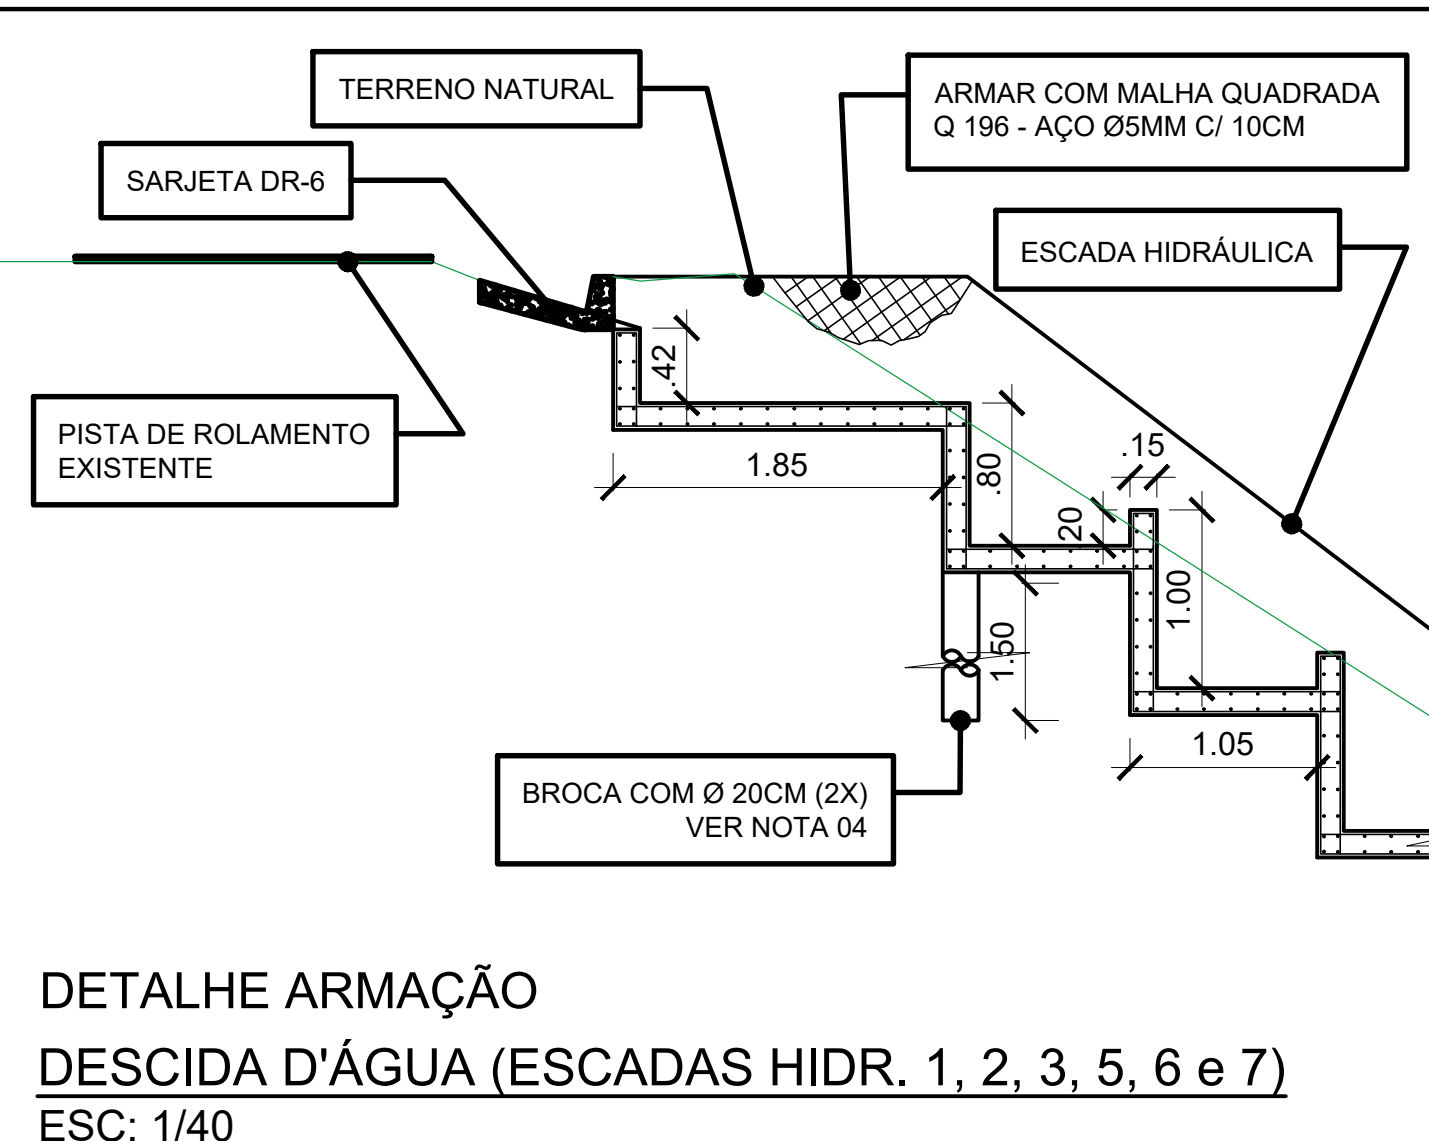 TERRENO NATURAL
ARMAR COM MALHA QUADRADA
Q 196 - AÇO Ø5MM C/ 10CM
SARJETA DR-6
ESCADA HIDRÁULICA
.42
PISTA DE ROLAMENTO
EXISTENTE
1.85
.80
.15
.20
1.00
1.50
1.05
BROCA COM Ø 20CM (2X)
VER NOTA 04
DETALHE ARMAÇÃO
DESCIDA D'ÁGUA (ESCADAS HIDR. 1, 2, 3, 5, 6 e 7)
ESC: 1/40